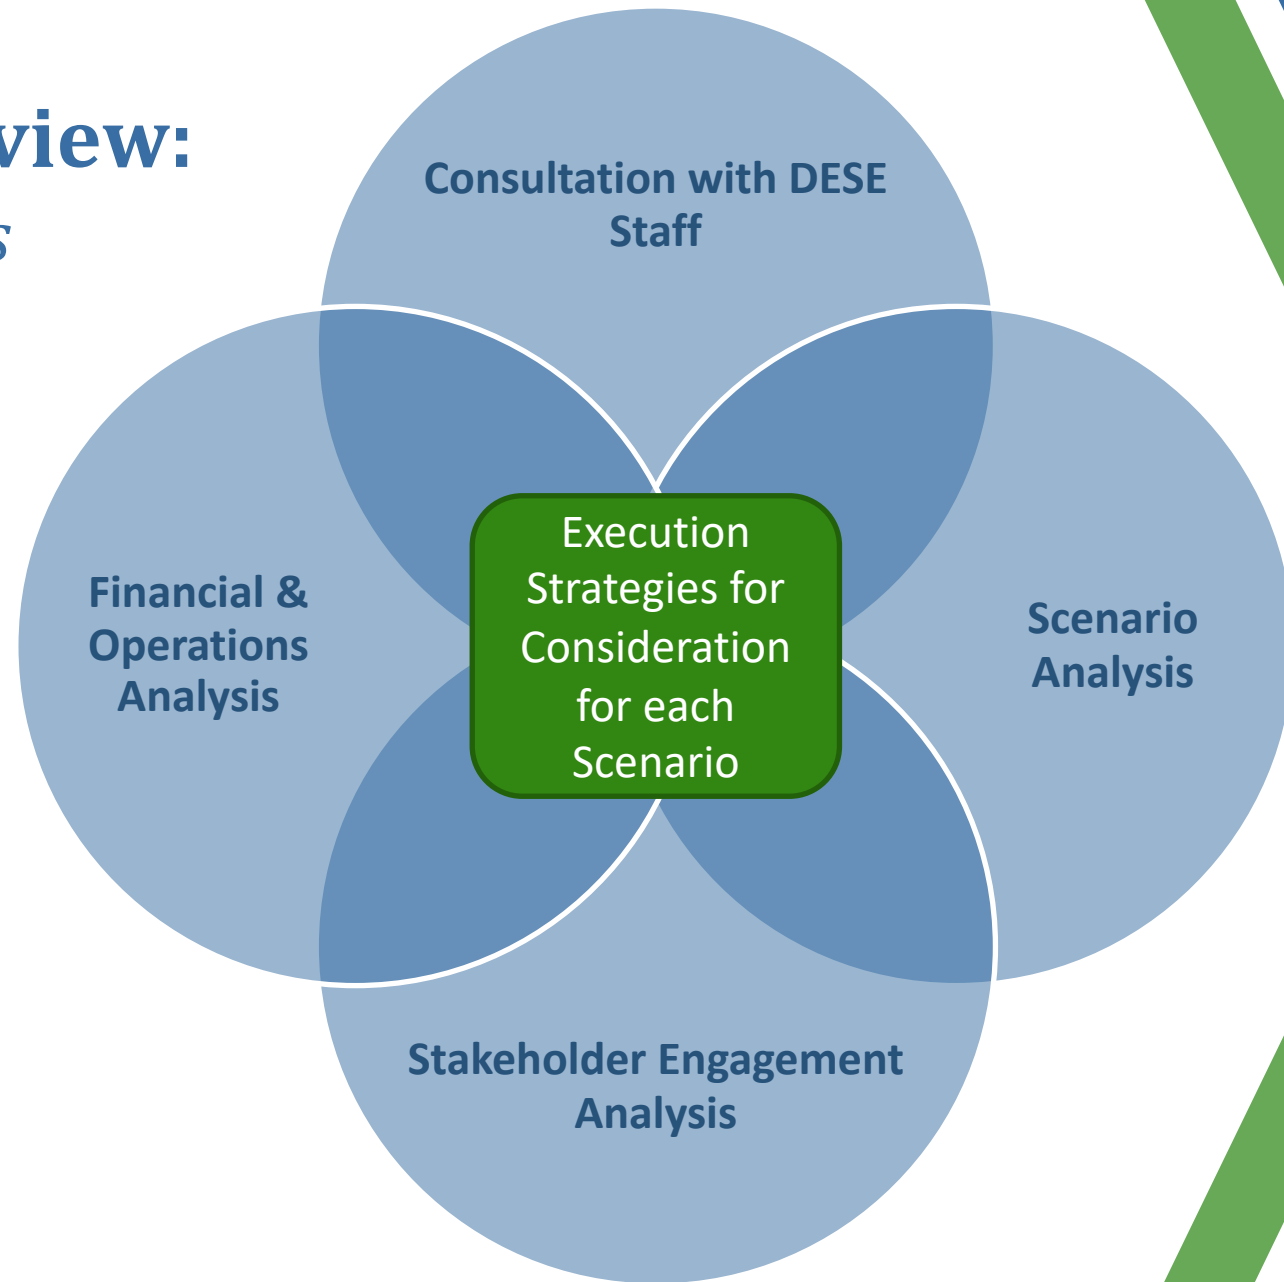 view:
s
Consultation with DESE
Staff
Financial &
Operations
Analysis
Execution
Strategies for
Consideration
for each
Scenario
Scenario
Analysis
Stakeholder Engagement
Analysis